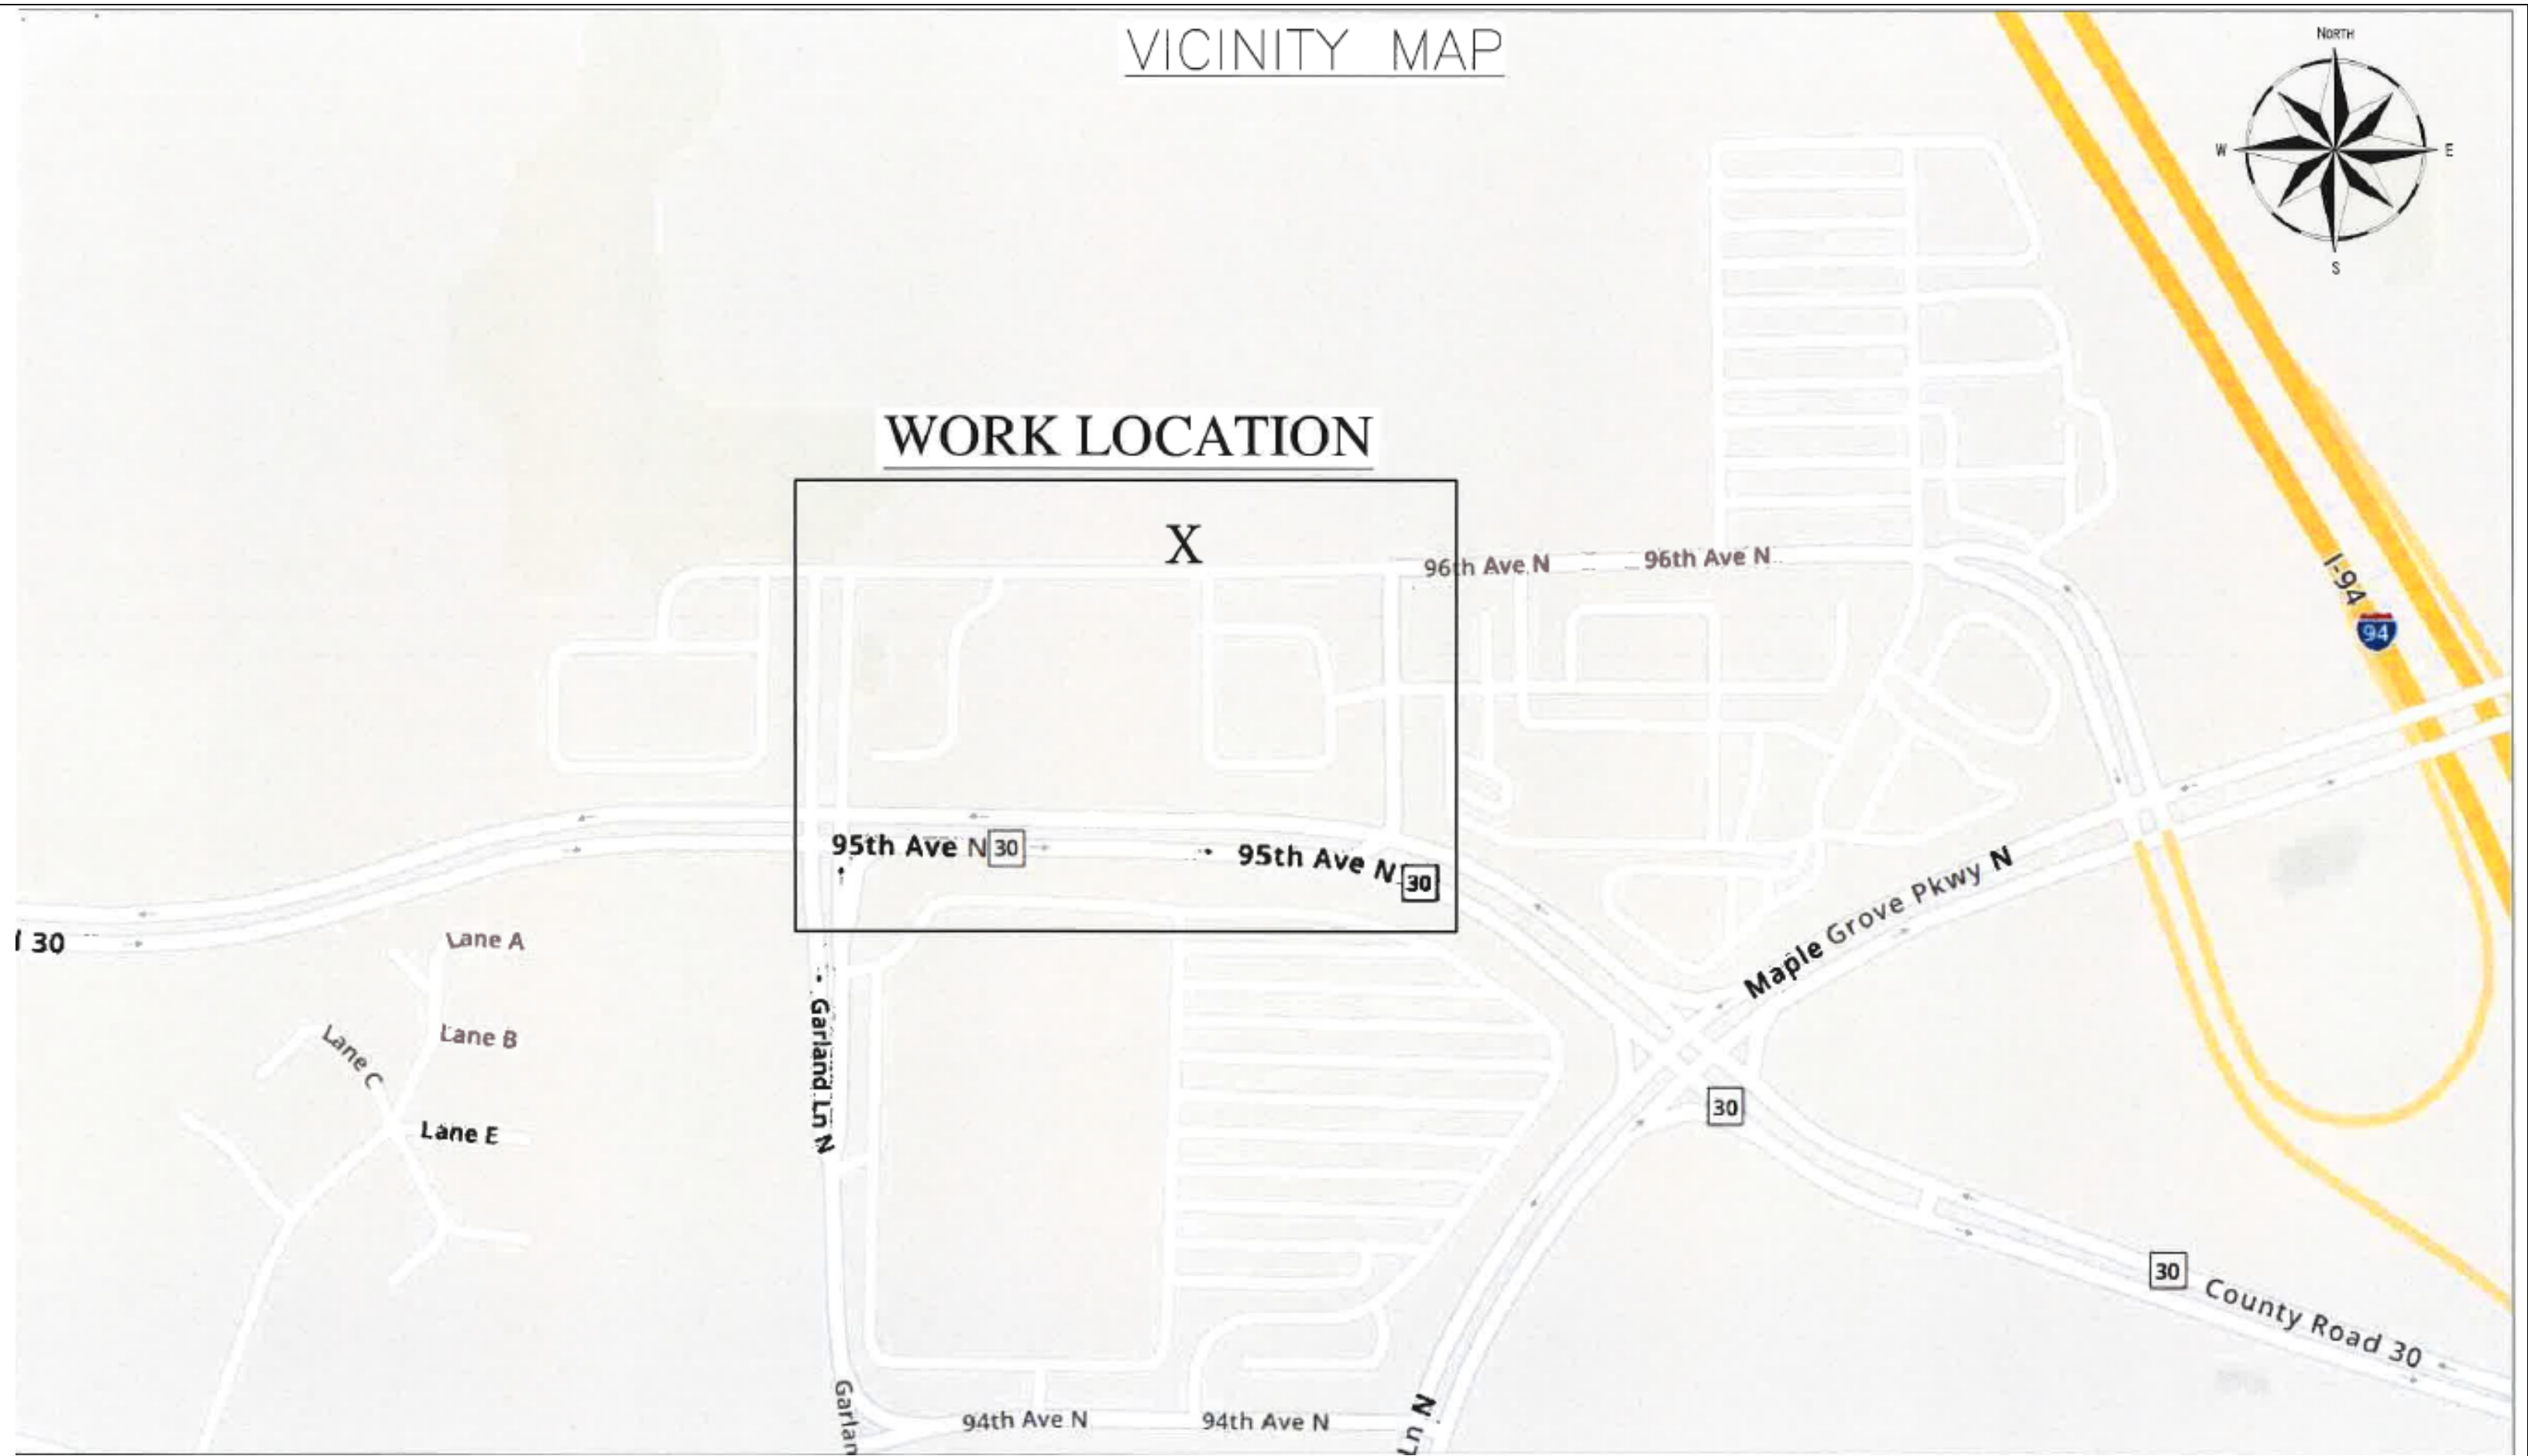 VICINITY MAP
NORTH
W
E
S
WORK LOCATION
X
96th Ave N
96th Ave N
I-94
94
95th Ave N
30
95th Ave N
30
30
Lane A
Lane B
Lane C
Lane E
Garland Ln N
Maple Grove Pkwy N
30
30
County Road 30
Garlan
94th Ave N
94th Ave N
Ln N